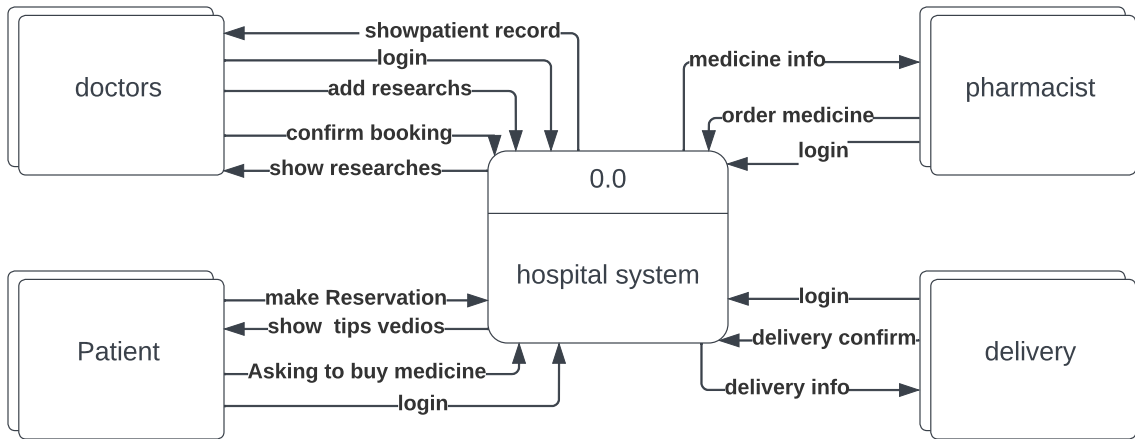 showpatient record
login
add researchs
confirm booking
show researches
doctors
medicine info
order medicine
login
pharmacist
0.0
hospital system
make Reservation
show  tips vedios
Asking to buy medicine
login
Patient
login
delivery confirm
delivery info
delivery